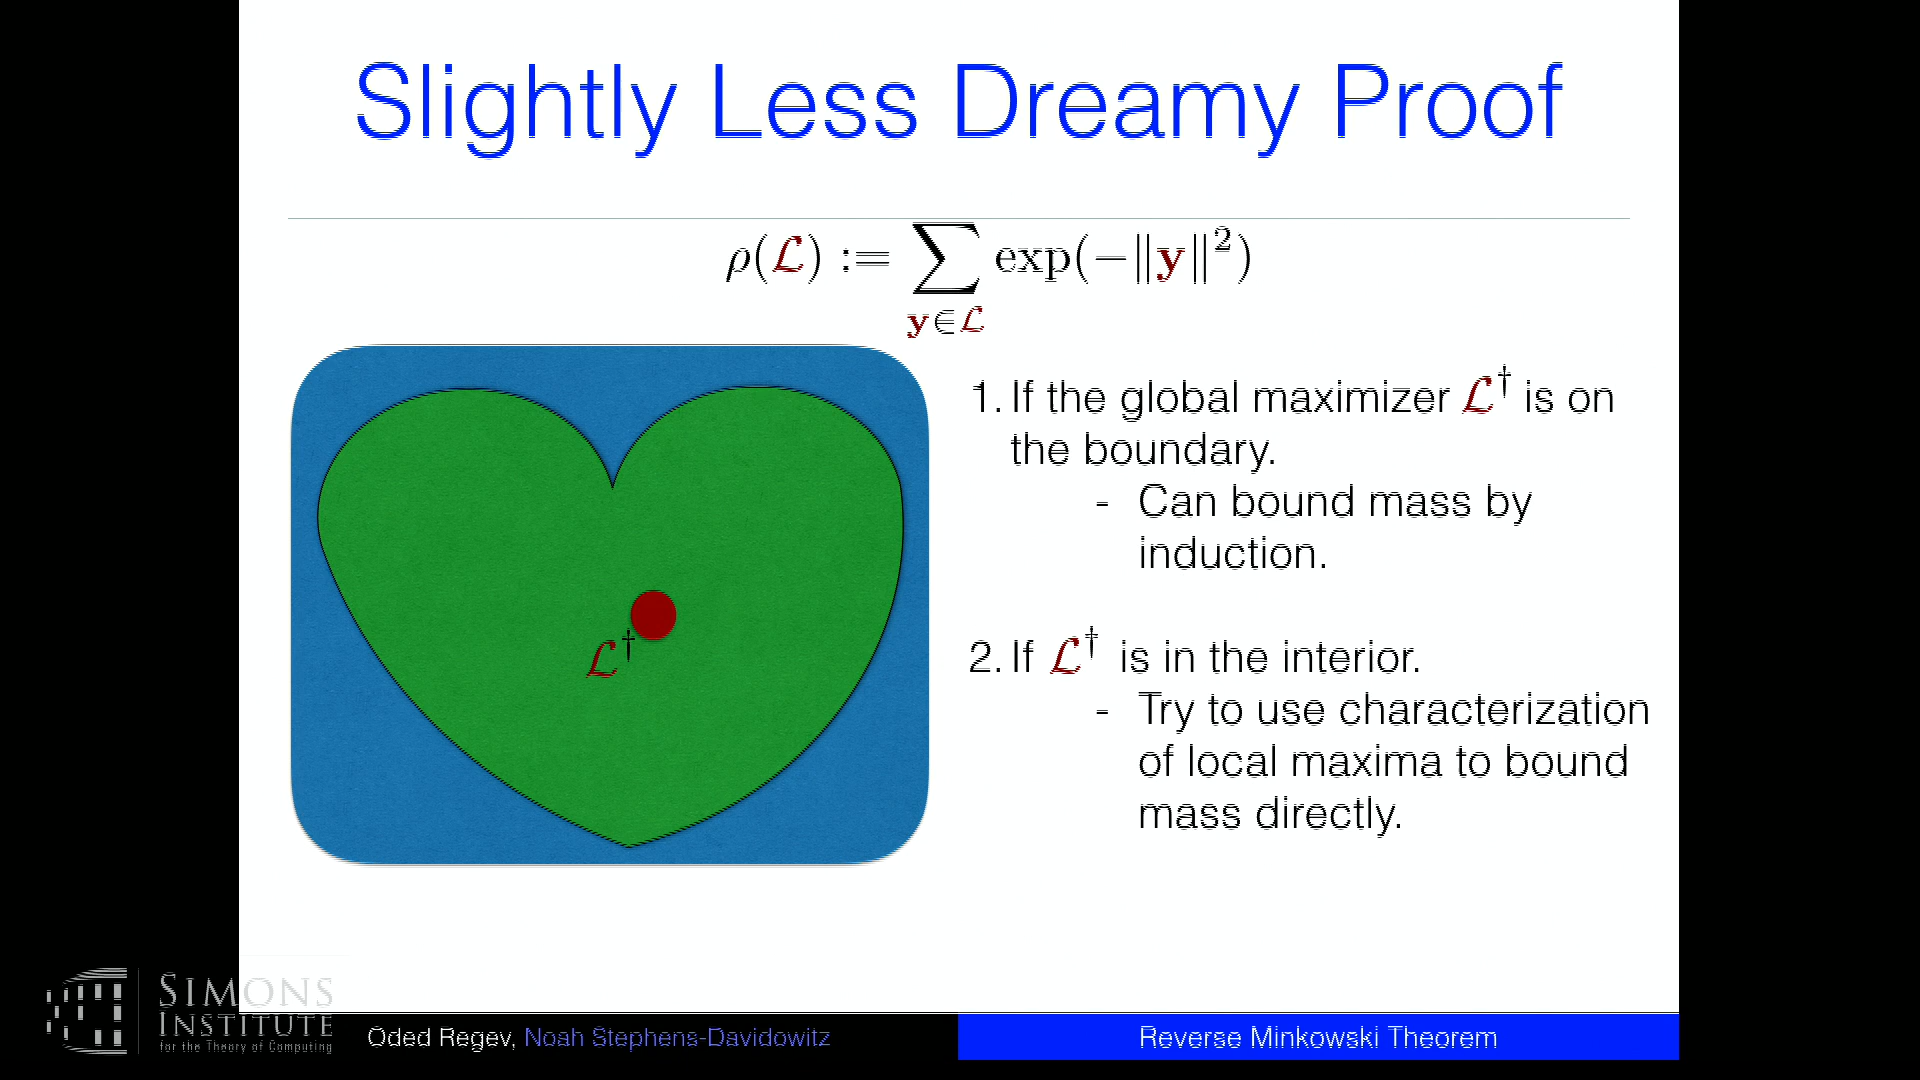 Slightly Less Dreamy Proof
ρ(ℒ) := ∑ exp(−‖y‖²)
y∈ℒ
1. If the global maximizer ℒ† is on
the boundary.
- Can bound mass by
induction.
ℒ†
2. If ℒ† is in the interior.
- Try to use characterization
of local maxima to bound
mass directly.
SIMONS
INSTITUTE
for the Theory of Computing
Oded Regev, Noah Stephens-Davidowitz
Reverse Minkowski Theorem